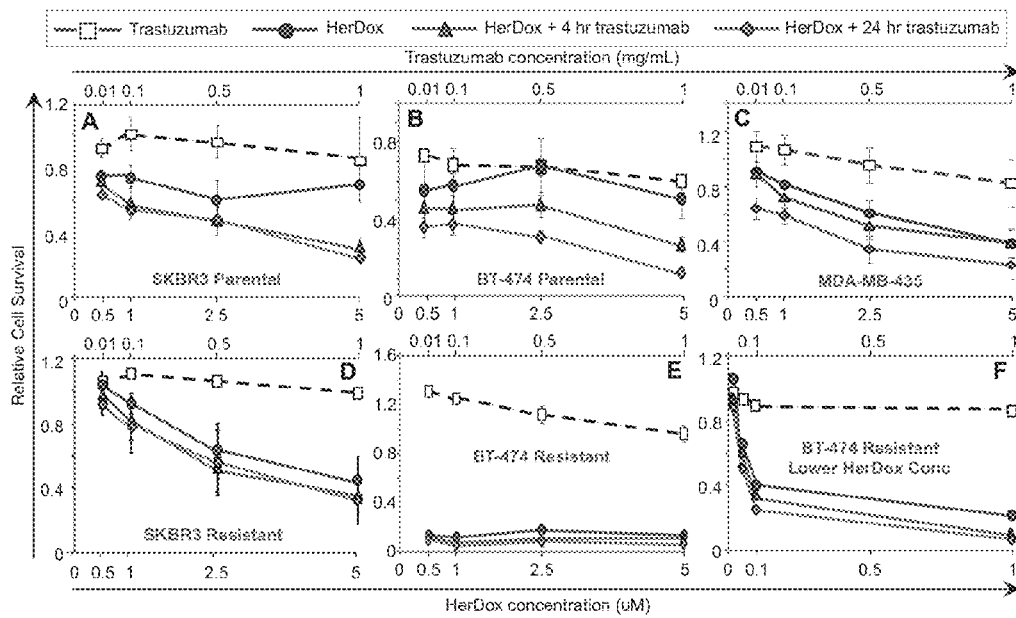 Trastuzumab HerDox HerDox + 4 hr trastuzumab HerDox + 24 hr trastuzumab
Trastuzumab concentration (mg/mL)
0.01 0.1 0.5 1 0.01 0.1 0.5 1 0.01 0.1 0.5 1
Relative Cell Survival
1.2 A 0.8 B 1.2 C
0.8 0.8
0.4 0.4 0.4
SKBR3 Parental BT-474 Parental MDA-MB-435
0 0 0
0 0.5 1 2.5 5 0 0.5 1 2.5 5 0 0.5 1 2.5 5
0.01 0.1 0.5 1 0.01 0.1 0.5 1 0.1 1
1.2 D 1.6 E 1.2 F
1.2
0.8 0.8 0.8
BT-474 Resistant BT-474 Resistant
Lower HerDox Conc
0.4 0.4 0.4
SKBR3 Resistant
0 0 0
0 0.5 1 2.5 5 0 0.5 1 2.5 5 0 0.1 1
HerDox concentration (uM)